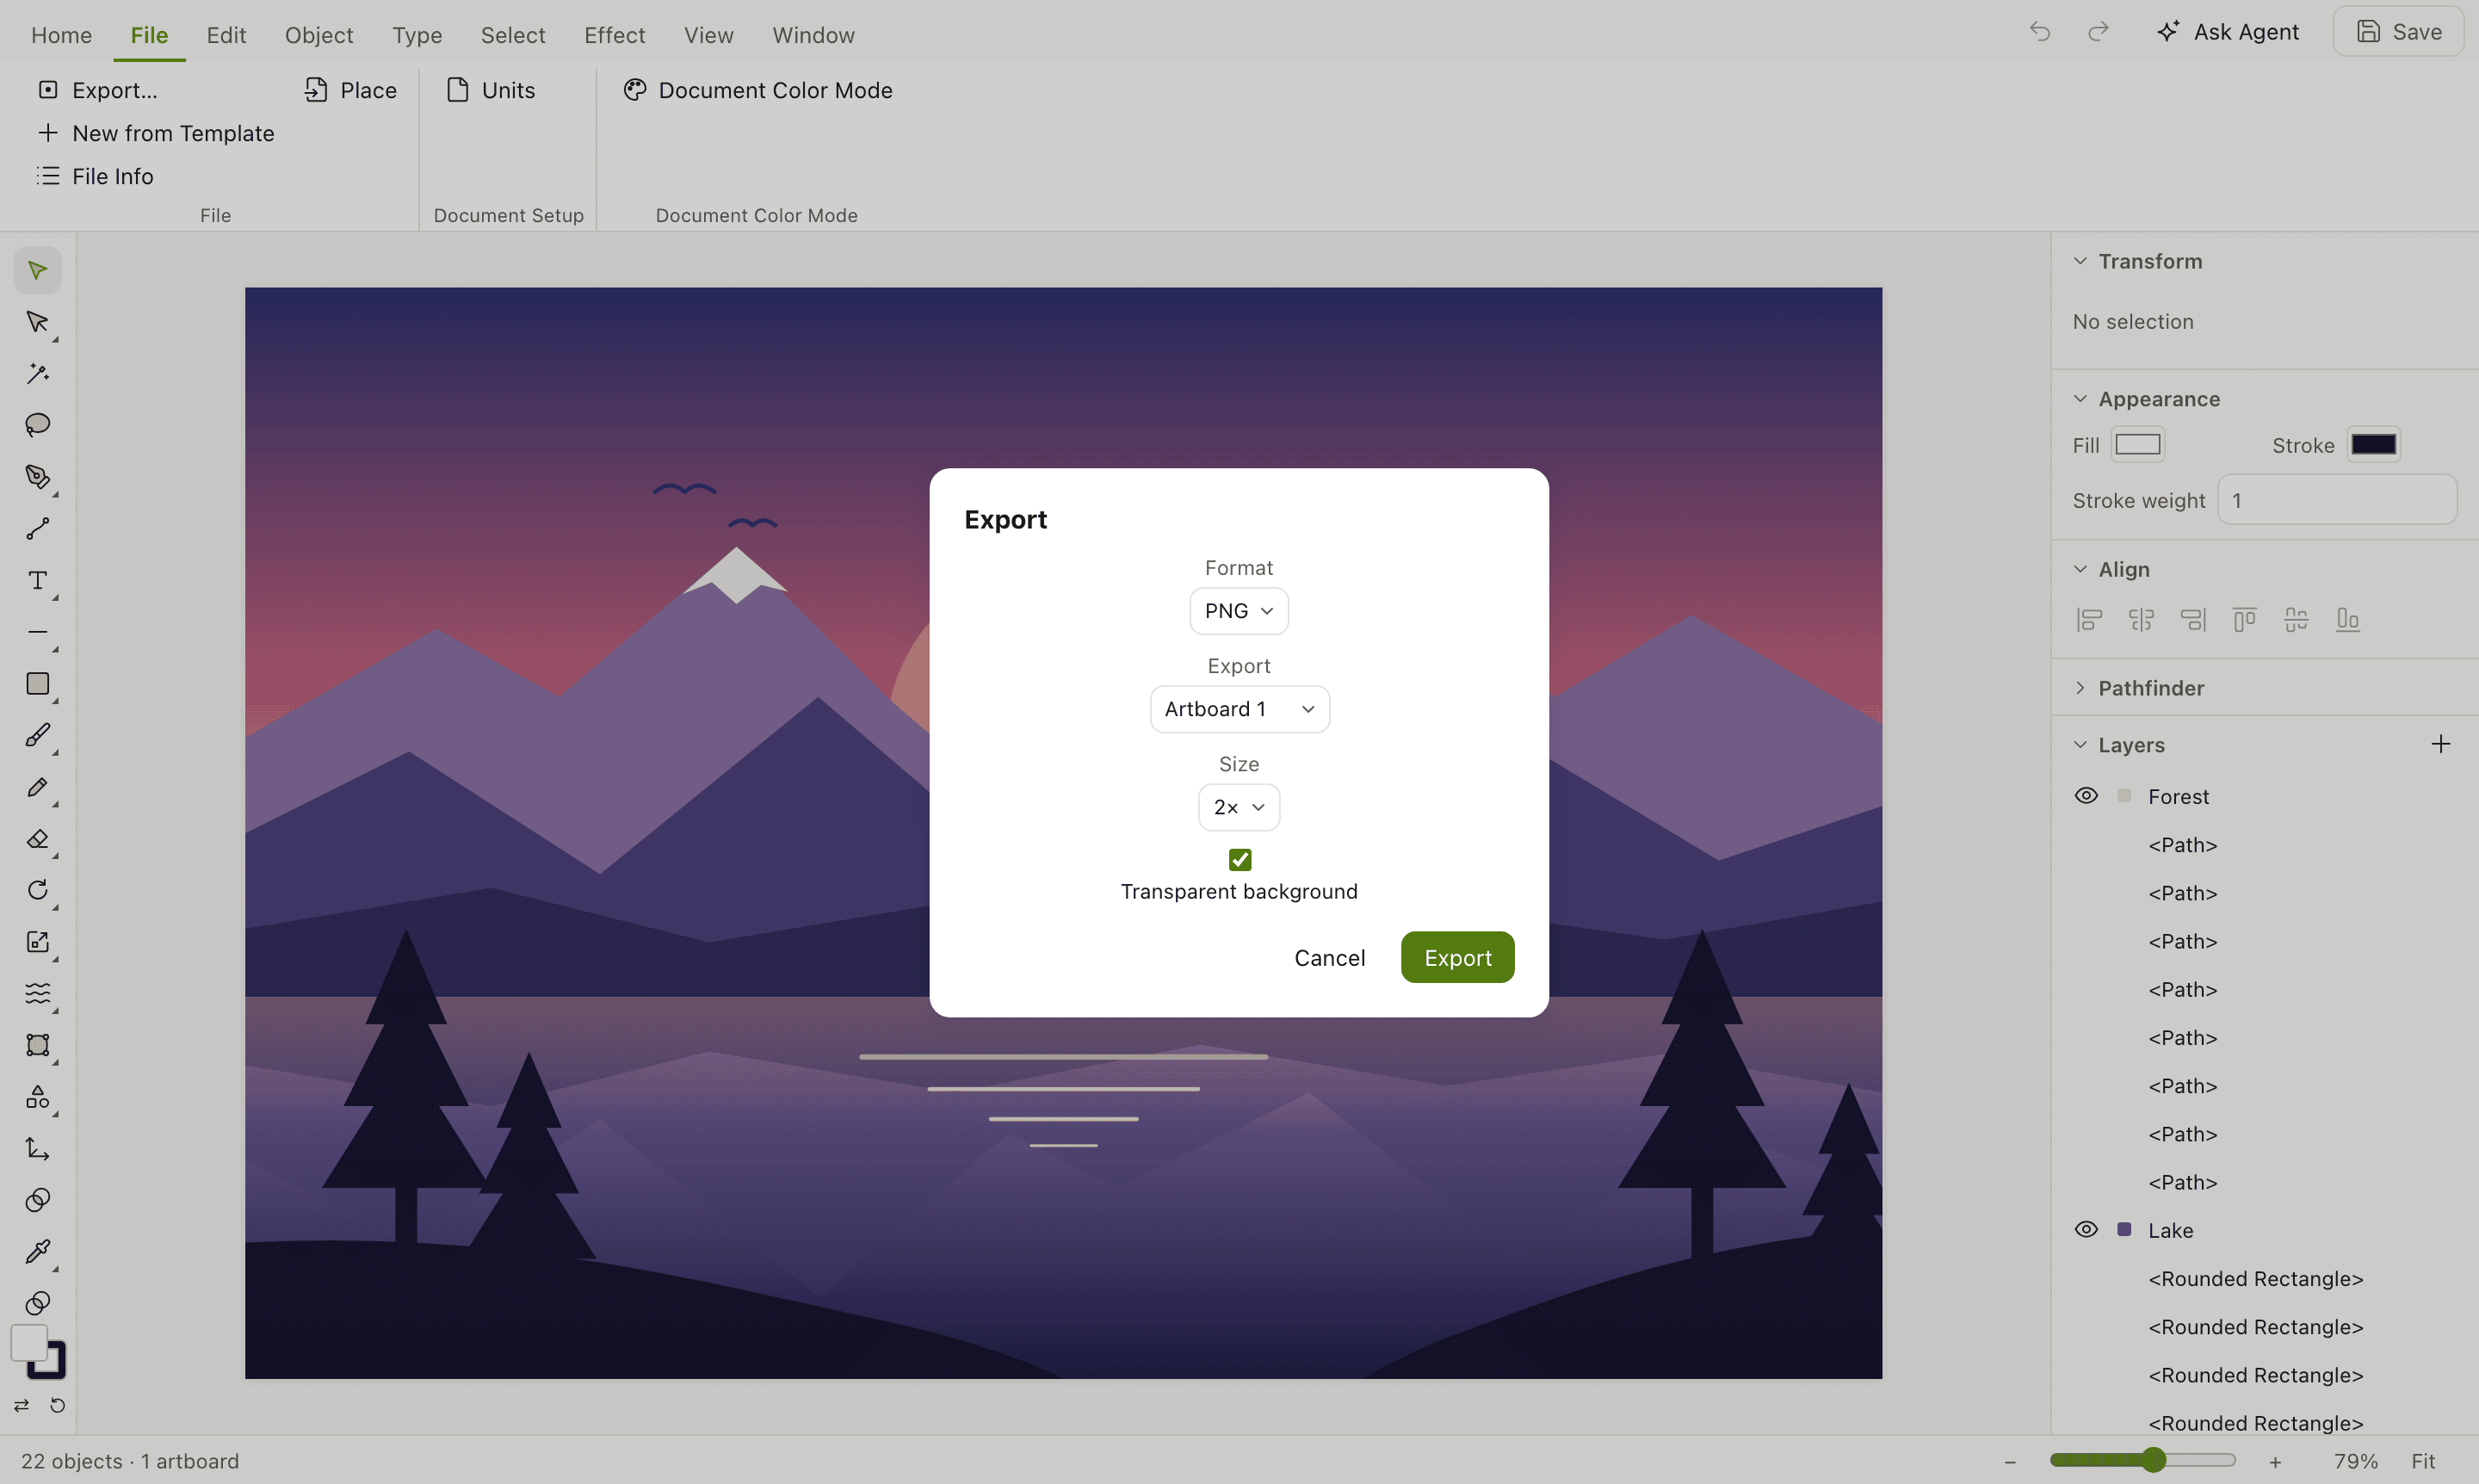 Home File Edit Object Type Select Effect View Window Ask Agent Save
Export... Place Units Document Color Mode
New from Template
File Info
File Document Setup Document Color Mode
Transform
No selection
Appearance
Fill Stroke
Stroke weight 1
Align
Pathfinder
Layers
Forest
<Path>
<Path>
<Path>
<Path>
<Path>
<Path>
<Path>
<Path>
Lake
<Rounded Rectangle>
<Rounded Rectangle>
<Rounded Rectangle>
<Rounded Rectangle>
Export
Format
PNG
Export
Artboard 1
Size
2×
Transparent background
Cancel Export
22 objects · 1 artboard 79% Fit